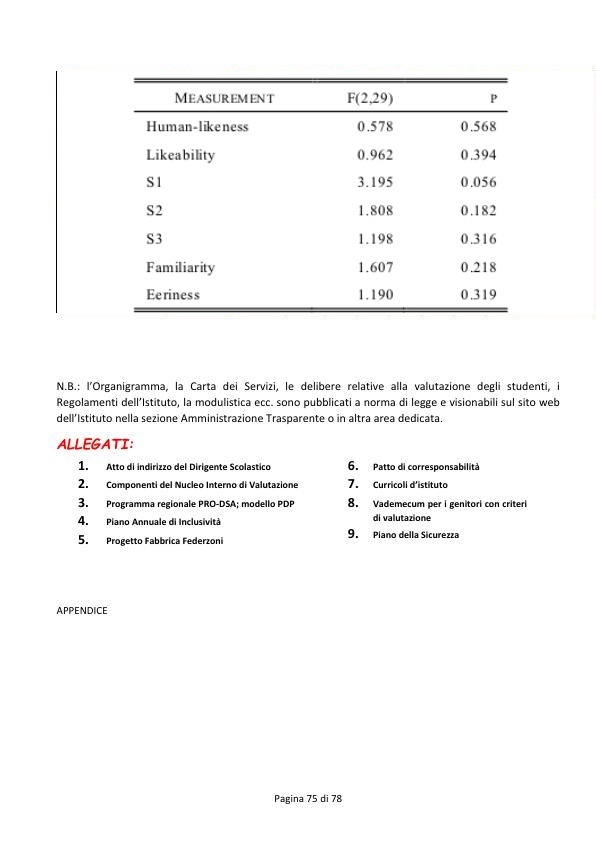 MEASUREMENT F(2,29) P
Human-likeness 0.578 0.568
Likeability 0.962 0.394
S1 3.195 0.056
S2 1.808 0.182
S3 1.198 0.316
Familiarity 1.607 0.218
Eeriness 1.190 0.319
N.B.: l’Organigramma, la Carta dei Servizi, le delibere relative alla valutazione degli studenti, i
Regolamenti dell’Istituto, la modulistica ecc. sono pubblicati a norma di legge e visionabili sul sito web
dell’Istituto nella sezione Amministrazione Trasparente o in altra area dedicata.
ALLEGATI:
1. Atto di indirizzo del Dirigente Scolastico
2. Componenti del Nucleo Interno di Valutazione
3. Programma regionale PRO-DSA; modello PDP
4. Piano Annuale di Inclusività
5. Progetto Fabbrica Federzoni
6. Patto di corresponsabilità
7. Curricoli d’istituto
8. Vademecum per i genitori con criteri
di valutazione
9. Piano della Sicurezza
APPENDICE
Pagina 75 di 78